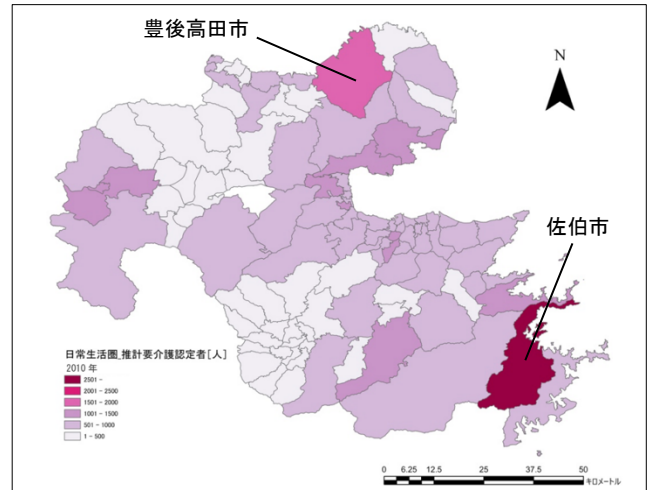 豊後高田市
N
佐伯市
日常生活圏_推計要介護認定者[人]
2010 年
2501 -
2001 - 2500
1501 - 2000
1001 - 1500
501 - 1000
1 - 500
0 6.25 12.5 25 37.5 50
キロメートル